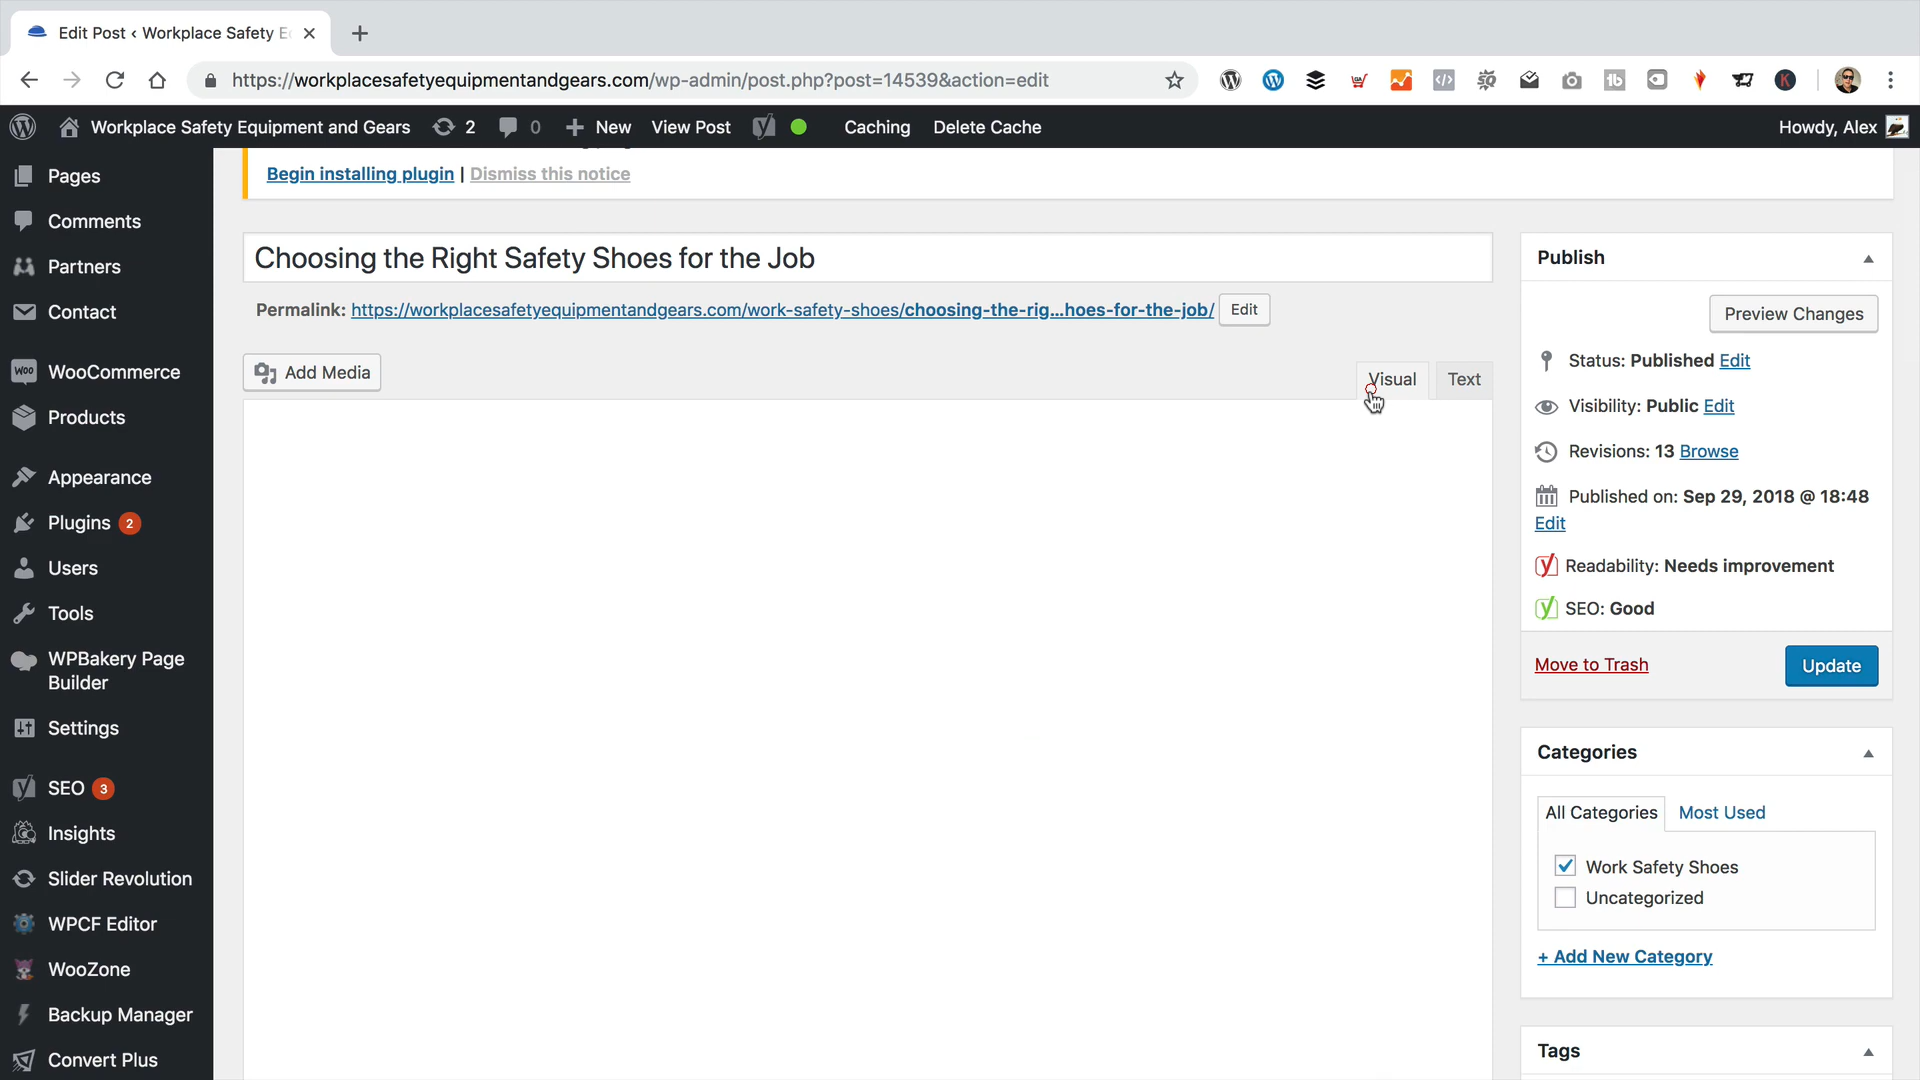 Edit Post ‹ Workplace Safety E
https://workplacesafetyequipmentandgears.com/wp-admin/post.php?post=14539&action=edit
Workplace Safety Equipment and Gears 2 0 New View Post Caching Delete Cache Howdy, Alex
Begin installing plugin | Dismiss this notice
Pages
Comments
Partners
Contact
WooCommerce
Products
Appearance
Plugins 2
Users
Tools
WPBakery Page
Builder
Settings
SEO 3
Insights
Slider Revolution
WPCF Editor
WooZone
Backup Manager
Convert Plus
Choosing the Right Safety Shoes for the Job
Permalink: https://workplacesafetyequipmentandgears.com/work-safety-shoes/choosing-the-rig...hoes-for-the-job/ Edit
Add Media
Visual Text
Publish
Preview Changes
Status: Published Edit
Visibility: Public Edit
Revisions: 13 Browse
Published on: Sep 29, 2018 @ 18:48
Edit
Readability: Needs improvement
SEO: Good
Move to Trash Update
Categories
All Categories Most Used
Work Safety Shoes
Uncategorized
+ Add New Category
Tags